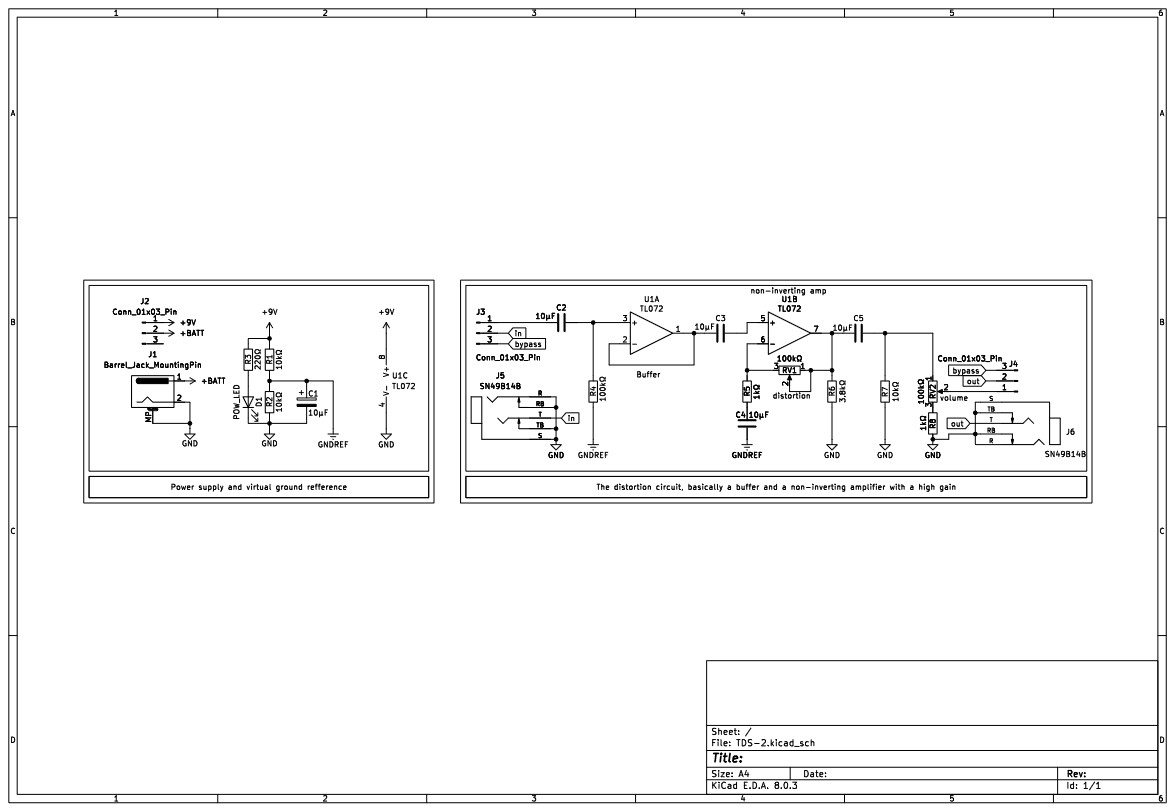 1 2 3 4 5 6
A A
B B
C C
D D
J2
Conn_01x03_Pin
1 +9V
2 +BATT
3
J1
Barrel_Jack_MountingPin
1 +BATT
2
MP
GND
+9V
R3 220Ω
R1 10kΩ
POW_LED
D1
R2 10kΩ
C1
10μF
GND
GNDREF
+9V
8
V+
U1C
TL072
V-
4
GND
Power supply and virtual ground refference
J3
1
2 in
3 bypass
Conn_01x03_Pin
C2
10μF
U1A
TL072
3 +
2 -
1
Buffer
C3
10μF
non-inverting amp
U1B
TL072
5 +
6 -
7
100kΩ
3 RV1 1
2
distortion
C5
10μF
R4 100kΩ
R5 1kΩ
C4 10μF
R6 3.8kΩ
R7 10kΩ
100kΩ
1 RV2 3
2
volume
R8 1kΩ
J5
SN49B14B
R
RB
T in
TB
S
GND
GNDREF
GNDREF
GND
GND
GND
Conn_01x03_Pin J4
bypass 3
out 2
1
S
TB
out T
RB
R
J6
SN49B14B
The distortion circuit, basically a buffer and a non-inverting amplifier with a high gain
Sheet: /
File: TDS-2.kicad_sch
Title:
Size: A4 Date: Rev:
KiCad E.D.A. 8.0.3 Id: 1/1
1 2 3 4 5 6